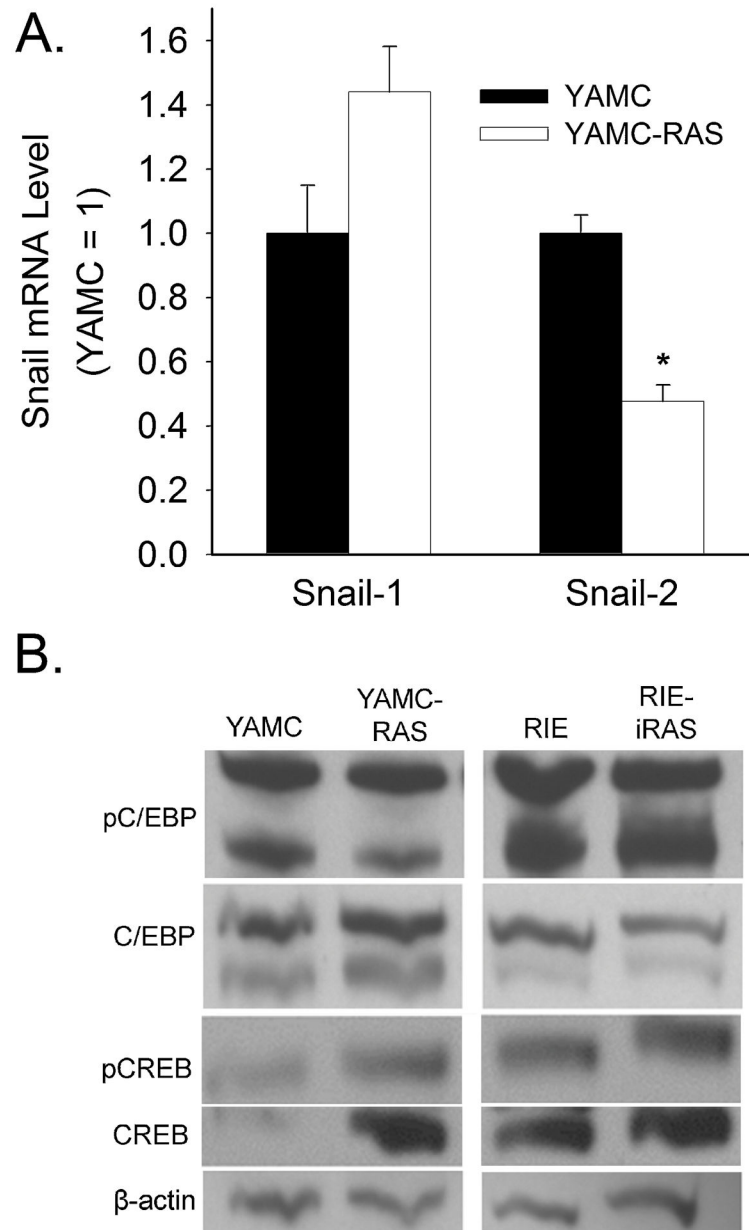 A.
Snail mRNA Level
(YAMC = 1)
1.6
1.4
1.2
1.0
0.8
0.6
0.4
0.2
0.0
YAMC
YAMC-RAS
*
Snail-1 Snail-2
B.
YAMC YAMC-
RAS RIE RIE-
iRAS
pC/EBP
C/EBP
pCREB
CREB
β-actin